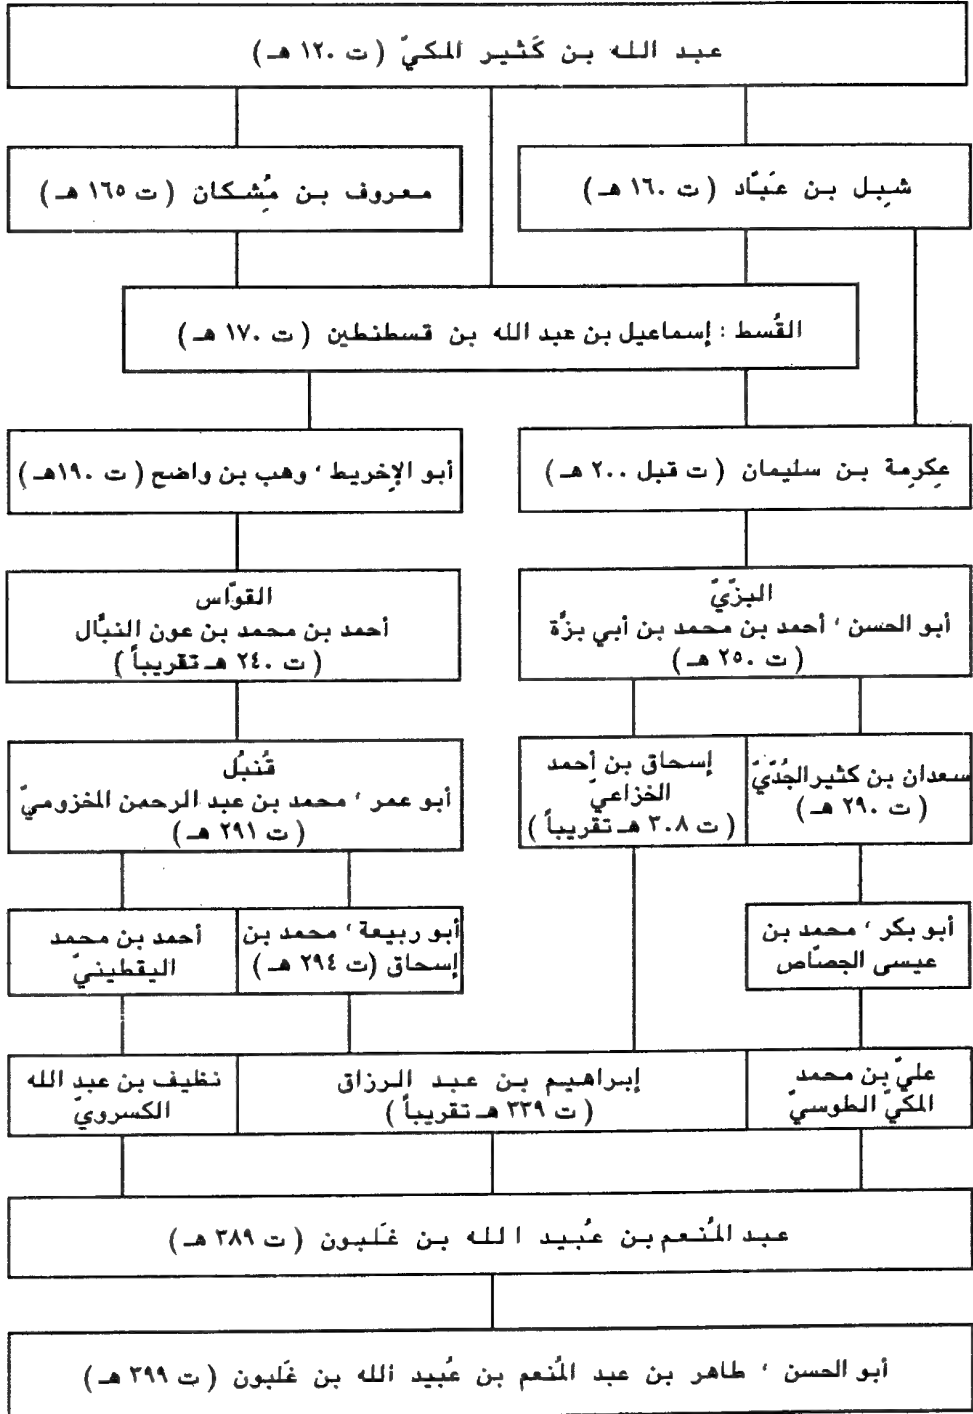 عبد الله بن كَثير المكيّ (ت ١٢٠ هـ)
شِبل بن عَبّاد (ت ١٦٠ هـ)
معروف بن مُِشكان (ت ١٦٥ هـ)
القُسط : إسماعيل بن عبد الله بن قسطنطين (ت ١٧٠ هـ)
عِكرِمة بن سليمان (ت قبل ٢٠٠ هـ)
أبو الإخريط ، وهب بن واضح (ت ١٩٠هـ)
البزّيّ
أبو الحسن ، أحمد بن محمد بن أبي بزَّة
(ت ٢٥٠ هـ)
القوّاس
أحمد بن محمد بن عون النبَّال
(ت ٢٤٠ هـ تقريباً)
سعدان بن كثير الجُدّيّ
(ت ٢٩٠ هـ)
إسحاق بن أحمد
الخزاعيّ
(ت ٣٠٨ هـ تقريباً)
قُنبُل
أبو عمر ، محمد بن عبد الرحمن المخزوميّ
(ت ٢٩١ هـ)
أبو بكر ، محمد بن
عيسى الجصّاص
أبو ربيعة ، محمد بن
إسحاق (ت ٢٩٤ هـ)
أحمد بن محمد
اليقطينيّ
عليّ بن محمد
المكّيّ الطوسيّ
إبراهيم بن عبد الرزاق
(ت ٣٣٩ هـ تقريباً)
نظيف بن عبد الله
الكسرويّ
عبد المُنعم بن عُبيد الله بن غَلبون (ت ٣٨٩ هـ)
أبو الحسن ، طاهر بن عبد المُنعم بن عُبيد الله بن غَلبون (ت ٣٩٩ هـ)